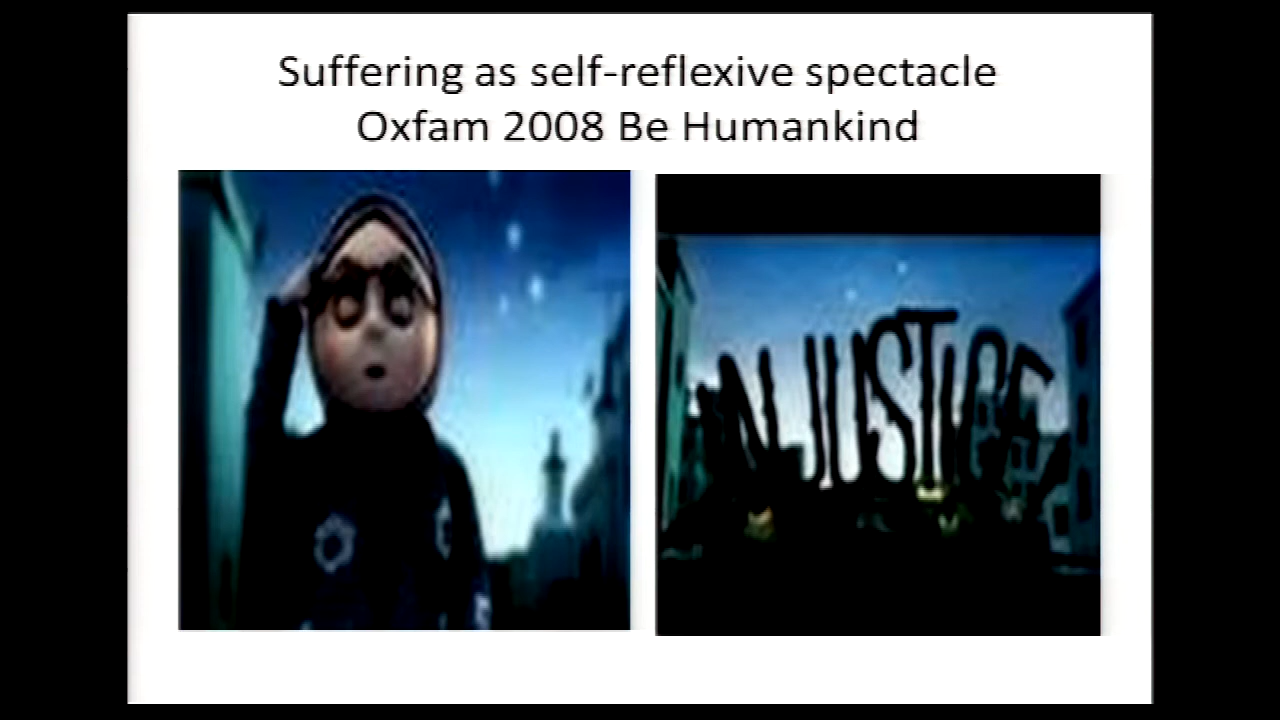 Suffering as self-reflexive spectacle
Oxfam 2008 Be Humankind
INJUSTICE